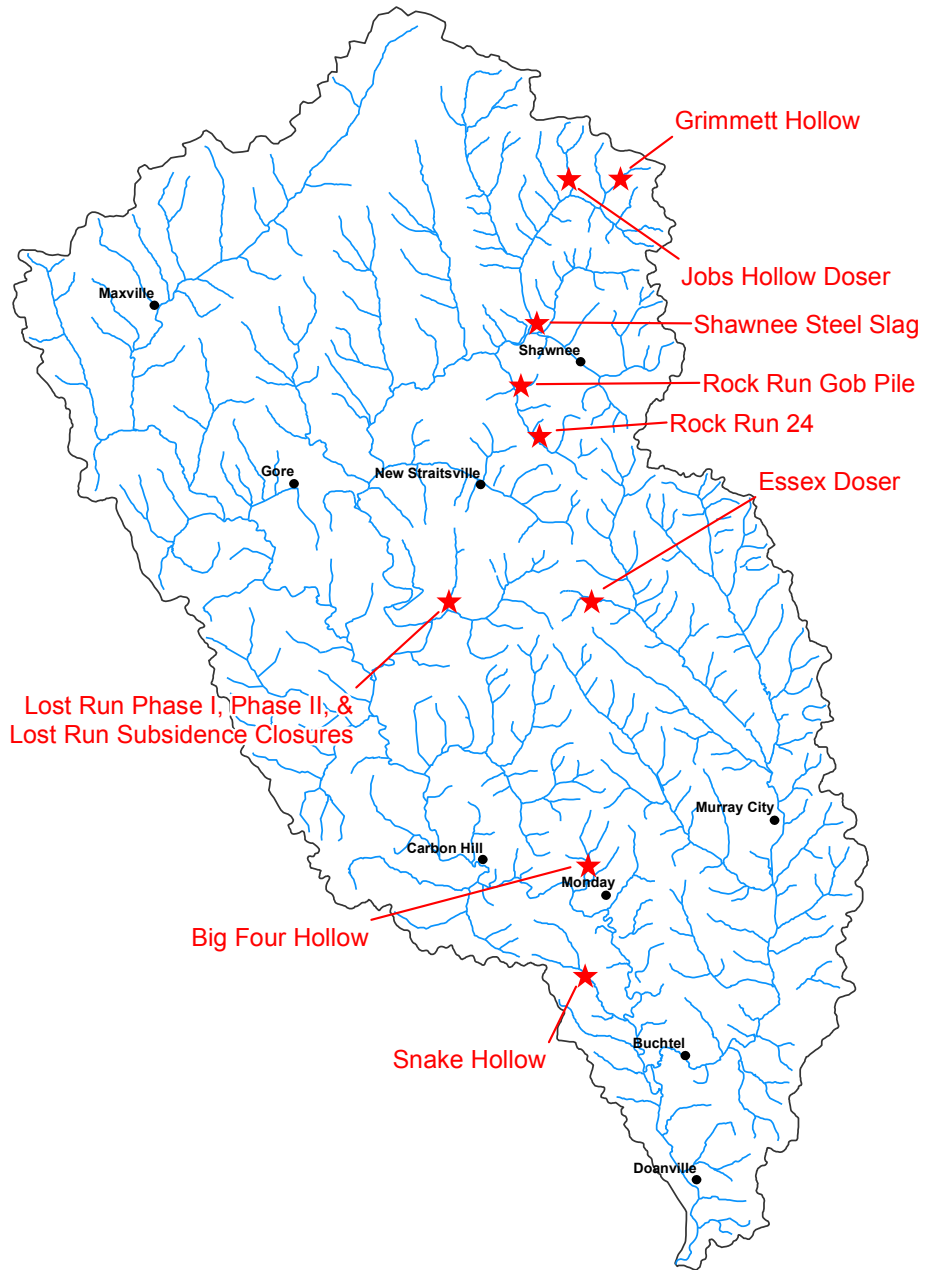 Grimmett Hollow
Jobs Hollow Doser
Maxville
Shawnee Steel Slag
Shawnee
Rock Run Gob Pile
Rock Run 24
Gore
New Straitsville
Essex Doser
Lost Run Phase I, Phase II, &
Lost Run Subsidence Closures
Murray City
Carbon Hill
Monday
Big Four Hollow
Buchtel
Snake Hollow
Doanville